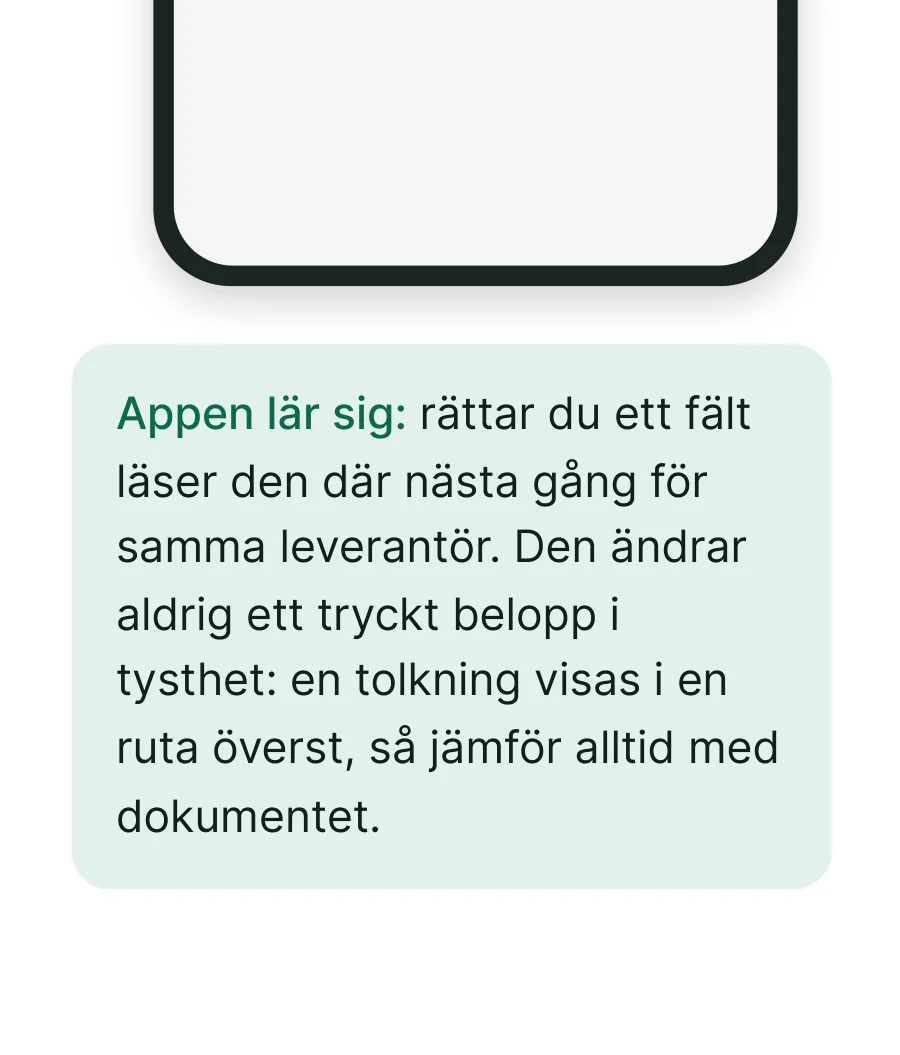 Appen lär sig: rättar du ett fält
läser den där nästa gång för
samma leverantör. Den ändrar
aldrig ett tryckt belopp i
tysthet: en tolkning visas i en
ruta överst, så jämför alltid med
dokumentet.